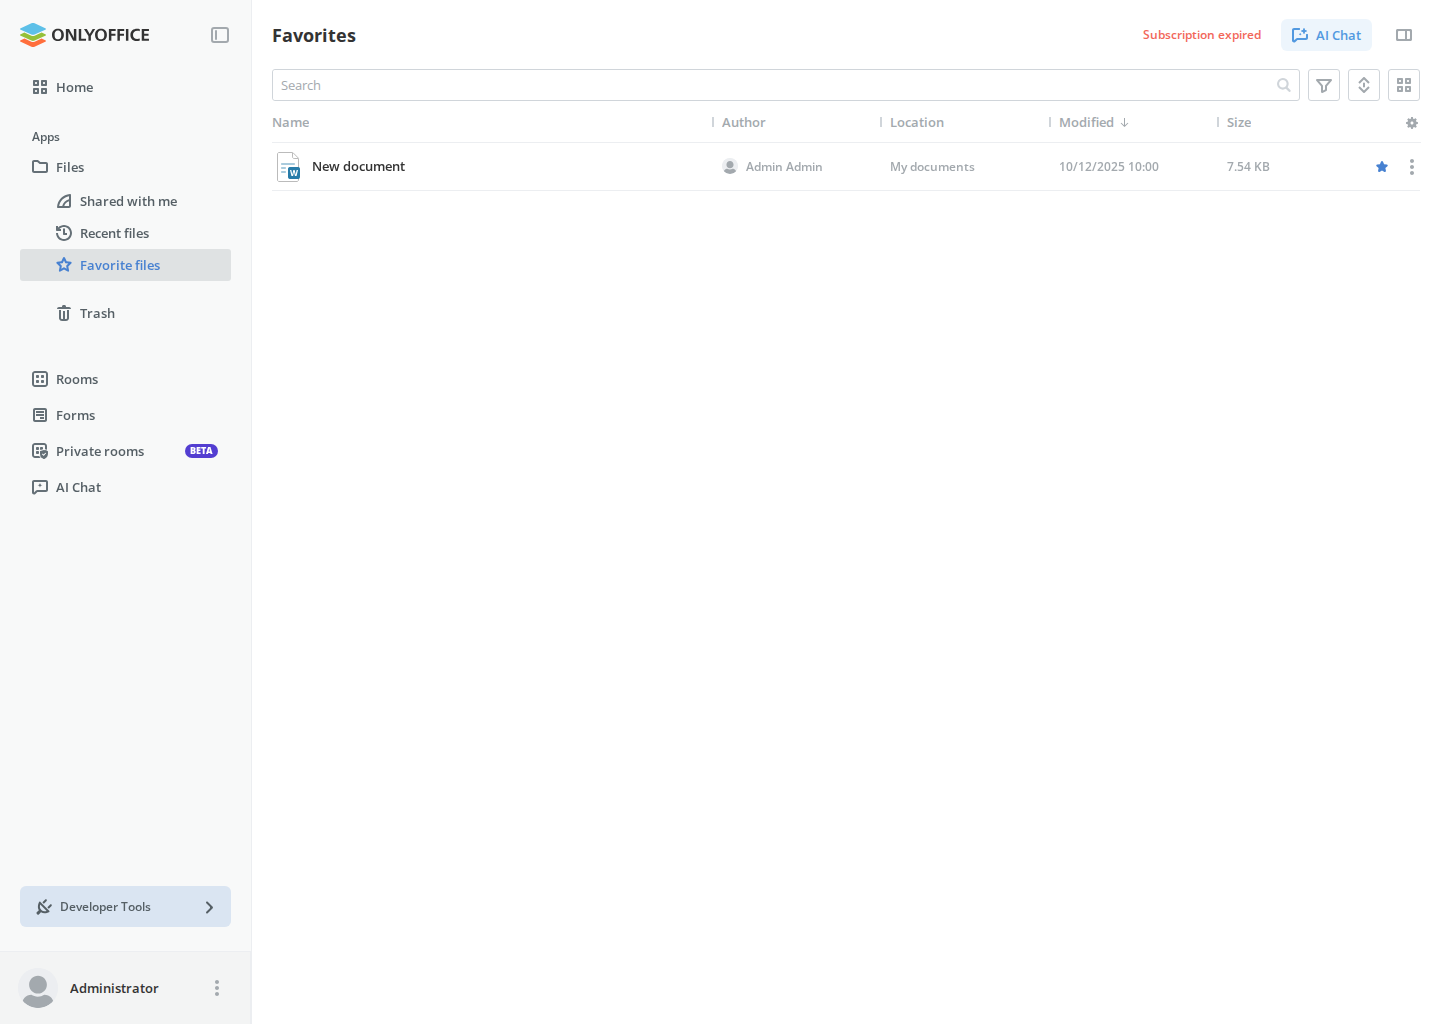 ONLYOFFICE
Home
Apps
Files
Shared with me
Recent files
Favorite files
Trash
Rooms
Forms
Private rooms BETA
AI Chat
Developer Tools
Administrator
Favorites
Subscription expired
AI Chat
Search
Name Author Location Modified Size
W New document Admin Admin My documents 10/12/2025 10:00 7.54 KB